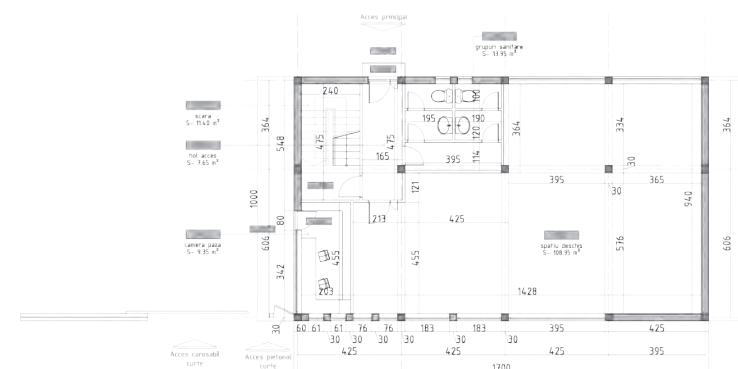 Acces principal
grupuri sanitare
S- 13.95 m²
scara
S- 11.40 m²
hol acces
S- 7.65 m²
camera paza
S- 9.35 m²
spatiu deschis
S- 108.95 m²
240
475
475
165
195
190
100
120
114
395
364
334
30
395
365
30
940
364
548
364
1000
80
606
342
213
121
425
455
455
203
576
606
1428
30
60 61 61 76 76 183 183 395 425
30 30 30 30 30 30
425 425 425 395
1700
Acces carosabil
curte
Acces pietonal
curte